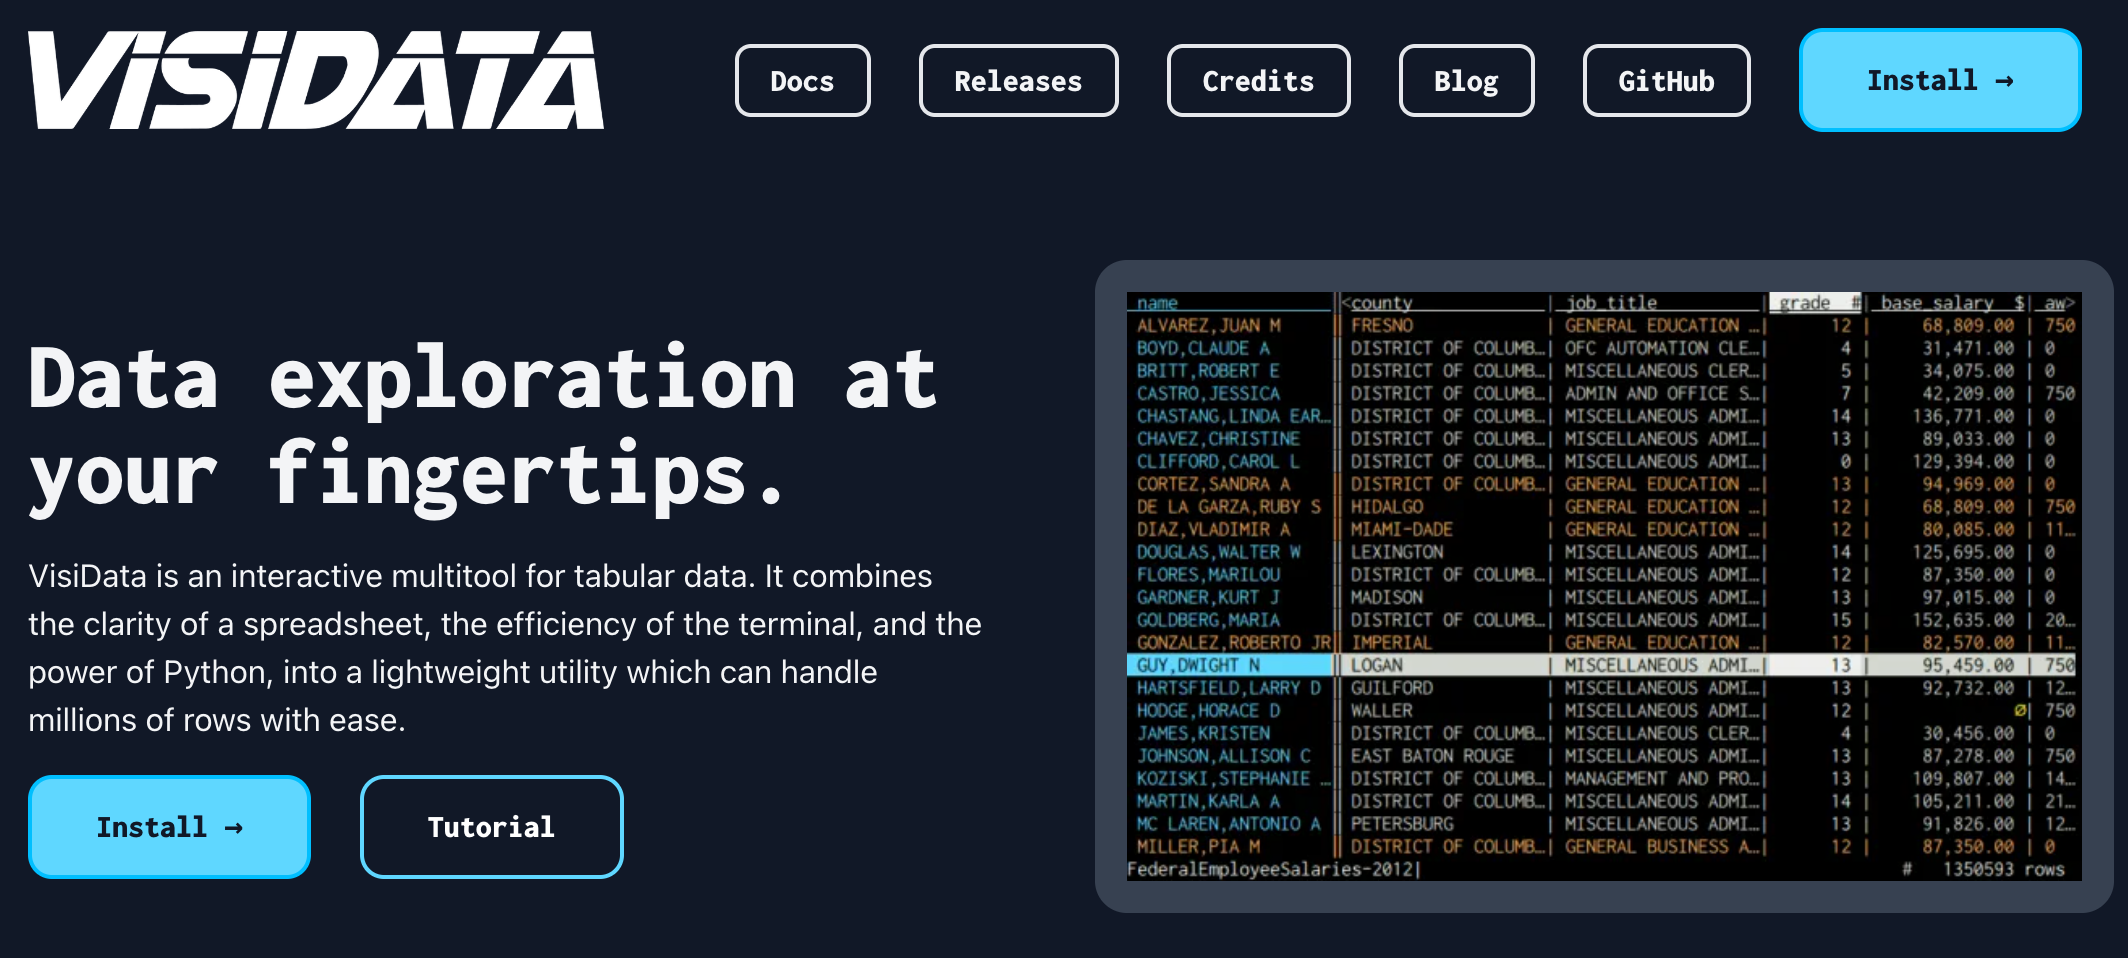 VISIDATA
Docs Releases Credits Blog GitHub Install →
Data exploration at
your fingertips.
VisiData is an interactive multitool for tabular data. It combines
the clarity of a spreadsheet, the efficiency of the terminal, and the
power of Python, into a lightweight utility which can handle
millions of rows with ease.
Install → Tutorial
name ‖<county | job_title | grade #| base_salary $| aw>
ALVAREZ,JUAN M ‖ FRESNO | GENERAL EDUCATION …| 12 | 68,809.00 | 750
BOYD,CLAUDE A ‖ DISTRICT OF COLUMB…| OFC AUTOMATION CLE…| 4 | 31,471.00 | 0
BRITT,ROBERT E ‖ DISTRICT OF COLUMB…| MISCELLANEOUS CLER…| 5 | 34,075.00 | 0
CASTRO,JESSICA ‖ DISTRICT OF COLUMB…| ADMIN AND OFFICE S…| 7 | 42,209.00 | 750
CHASTANG,LINDA EAR…‖ DISTRICT OF COLUMB…| MISCELLANEOUS ADMI…| 14 | 136,771.00 | 0
CHAVEZ,CHRISTINE ‖ DISTRICT OF COLUMB…| MISCELLANEOUS ADMI…| 13 | 89,033.00 | 0
CLIFFORD,CAROL L ‖ DISTRICT OF COLUMB…| MISCELLANEOUS ADMI…| 0 | 129,394.00 | 0
CORTEZ,SANDRA A ‖ DISTRICT OF COLUMB…| GENERAL EDUCATION …| 13 | 94,969.00 | 0
DE LA GARZA,RUBY S ‖ HIDALGO | GENERAL EDUCATION …| 12 | 68,809.00 | 750
DIAZ,VLADIMIR A ‖ MIAMI-DADE | GENERAL EDUCATION …| 12 | 80,085.00 | 11…
DOUGLAS,WALTER W ‖ LEXINGTON | MISCELLANEOUS ADMI…| 14 | 125,695.00 | 0
FLORES,MARILOU ‖ DISTRICT OF COLUMB…| MISCELLANEOUS ADMI…| 12 | 87,350.00 | 0
GARDNER,KURT J ‖ MADISON | MISCELLANEOUS ADMI…| 13 | 97,015.00 | 0
GOLDBERG,MARIA ‖ DISTRICT OF COLUMB…| MISCELLANEOUS ADMI…| 15 | 152,635.00 | 20…
GONZALEZ,ROBERTO JR‖ IMPERIAL | GENERAL EDUCATION …| 12 | 82,570.00 | 11…
GUY,DWIGHT N ‖ LOGAN | MISCELLANEOUS ADMI…| 13 | 95,459.00 | 750
HARTSFIELD,LARRY D ‖ GUILFORD | MISCELLANEOUS ADMI…| 13 | 92,732.00 | 12…
HODGE,HORACE D ‖ WALLER | MISCELLANEOUS ADMI…| 12 | ∅| 750
JAMES,KRISTEN ‖ DISTRICT OF COLUMB…| MISCELLANEOUS CLER…| 4 | 30,456.00 | 0
JOHNSON,ALLISON C ‖ EAST BATON ROUGE | MISCELLANEOUS ADMI…| 13 | 87,278.00 | 750
KOZISKI,STEPHANIE …‖ DISTRICT OF COLUMB…| MANAGEMENT AND PRO…| 13 | 109,807.00 | 14…
MARTIN,KARLA A ‖ DISTRICT OF COLUMB…| MISCELLANEOUS ADMI…| 14 | 105,211.00 | 21…
MC LAREN,ANTONIO A ‖ PETERSBURG | MISCELLANEOUS ADMI…| 13 | 91,826.00 | 12…
MILLER,PIA M ‖ DISTRICT OF COLUMB…| GENERAL BUSINESS A…| 12 | 87,350.00 | 0
FederalEmployeeSalaries-2012| # 1350593 rows